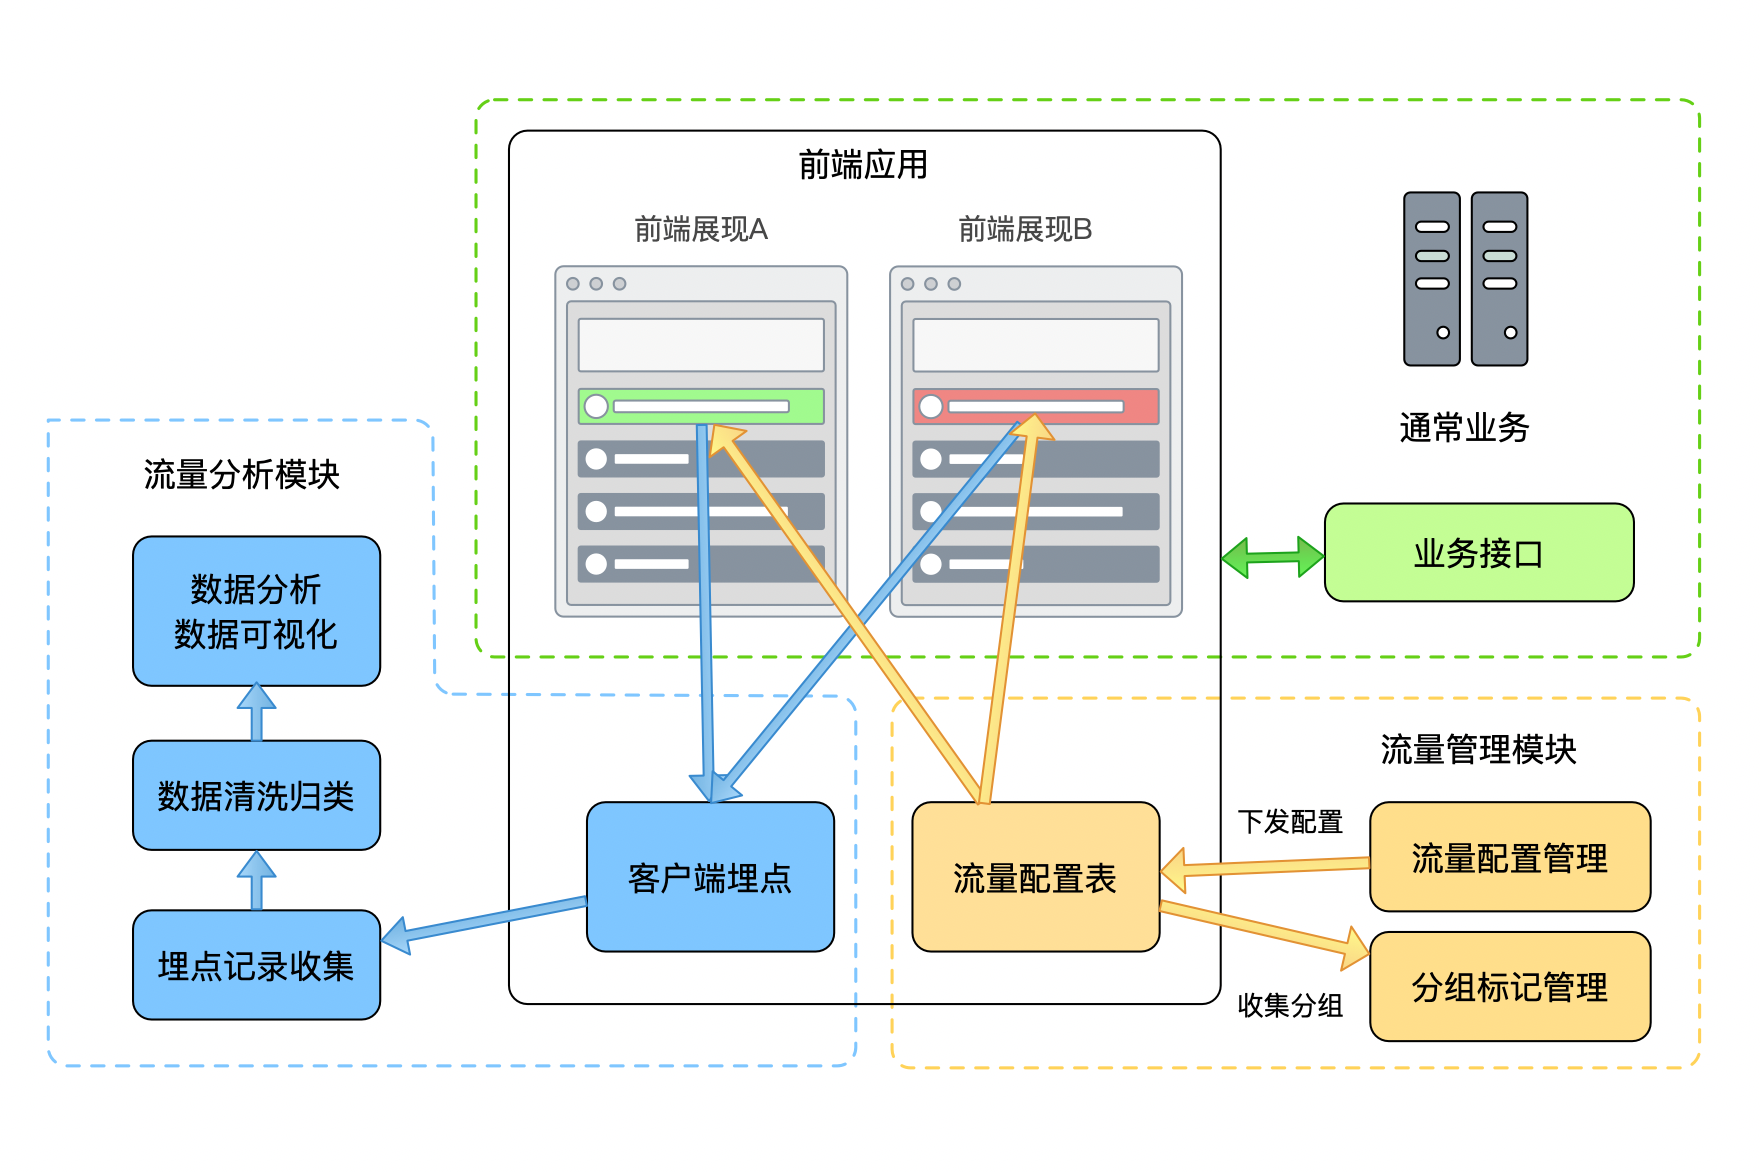 前端应用
前端展现A
前端展现B
通常业务
业务接口
流量分析模块
数据分析
数据可视化
数据清洗归类
埋点记录收集
客户端埋点
流量配置表
流量管理模块
下发配置
流量配置管理
分组标记管理
收集分组